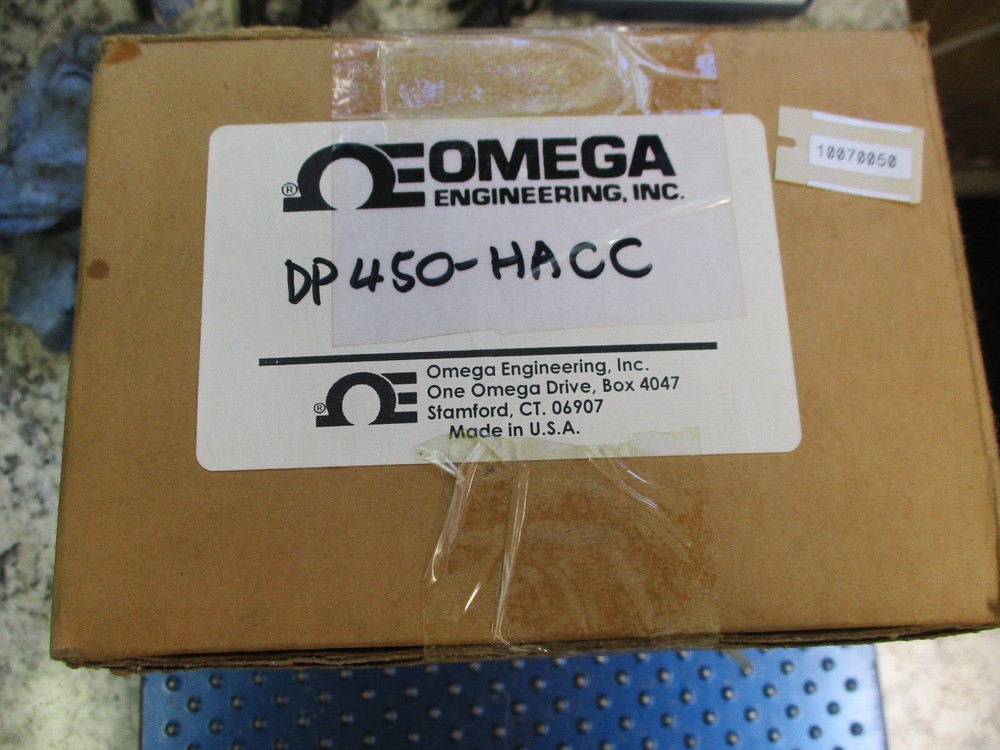 ® OMEGA
ENGINEERING, INC.
10070050
DP450-HACC
® Omega Engineering, Inc.
One Omega Drive, Box 4047
Stamford, CT. 06907
Made in U.S.A.